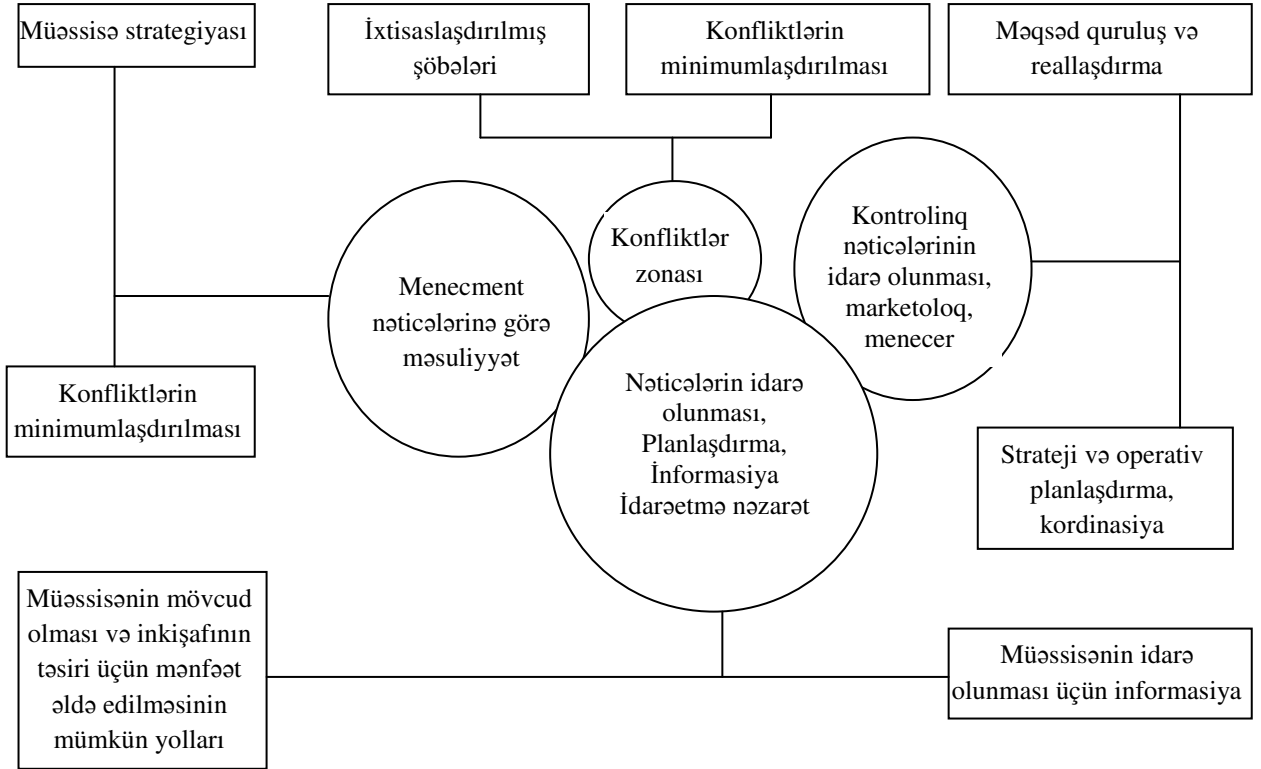 Müəssisə strategiyası
İxtisaslaşdırılmış
şöbələri
Konfliktlərin
minimumlaşdırılması
Məqsəd quruluş və
reallaşdırma
Konfliktlər
zonası
Kontrolinq
nəticələrinin
idarə olunması,
marketoloq,
menecer
Menecment
nəticələrinə görə
məsuliyyət
Konfliktlərin
minimumlaşdırılması
Nəticələrin idarə
olunması,
Planlaşdırma,
İnformasiya
İdarəetmə nəzarət
Strateji və operativ
planlaşdırma,
kordinasiya
Müəssisənin mövcud
olması və inkişafının
təsiri üçün mənfəət
əldə edilməsinin
mümkün yolları
Müəssisənin idarə
olunması üçün informasiya